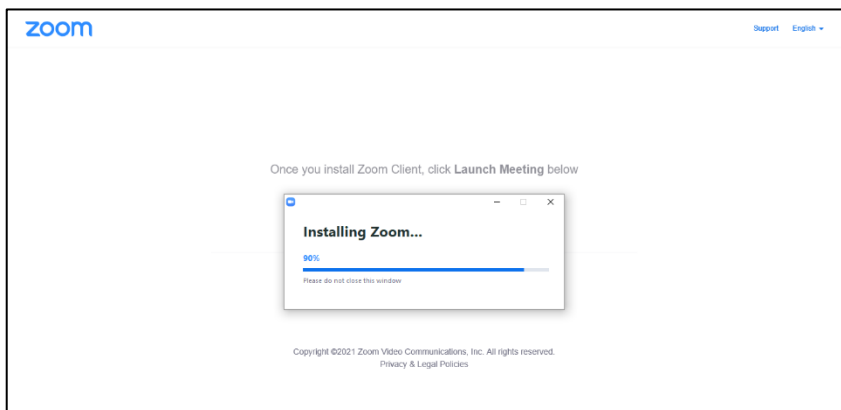 zoom
Support English
Once you install Zoom Client, click Launch Meeting below
Installing Zoom...
90%
Please do not close this window
Copyright ©2021 Zoom Video Communications, Inc. All rights reserved.
Privacy & Legal Policies